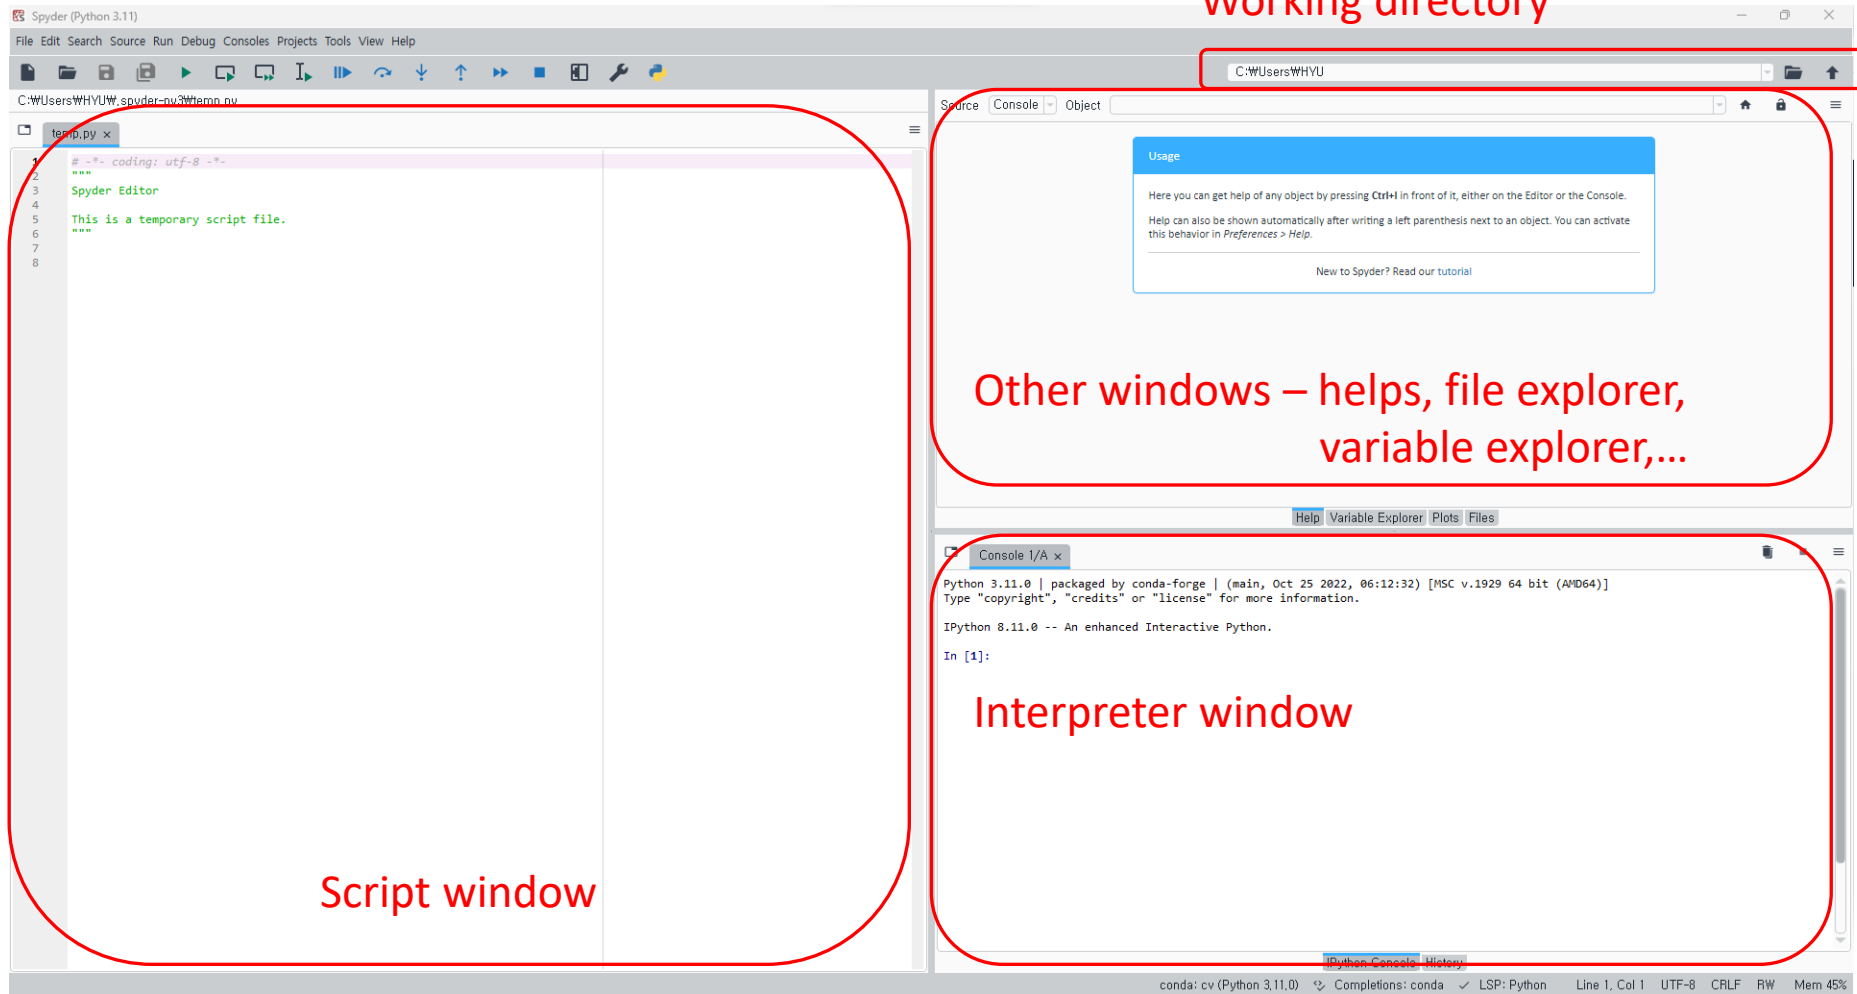 Working directory
Spyder (Python 3.11)
File Edit Search Source Run Debug Consoles Projects Tools View Help
C:₩Users₩HYU
C:₩Users₩HYU₩.spyder-py3₩temp.py
temp.py ×
1 # -*- coding: utf-8 -*-
2 """
3 Spyder Editor
4
5 This is a temporary script file.
6 """
7
8
Script window
Source Console Object
Usage
Here you can get help of any object by pressing Ctrl+I in front of it, either on the Editor or the Console.
Help can also be shown automatically after writing a left parenthesis next to an object. You can activate
this behavior in Preferences > Help.
New to Spyder? Read our tutorial
Other windows – helps, file explorer,
variable explorer,...
Help Variable Explorer Plots Files
Console 1/A ×
Python 3.11.0 | packaged by conda-forge | (main, Oct 25 2022, 06:12:32) [MSC v.1929 64 bit (AMD64)]
Type "copyright", "credits" or "license" for more information.
IPython 8.11.0 -- An enhanced Interactive Python.
In [1]:
Interpreter window
IPython Console History
conda: cv (Python 3.11.0) Completions: conda ✓ LSP: Python Line 1, Col 1 UTF-8 CRLF RW Mem 45%